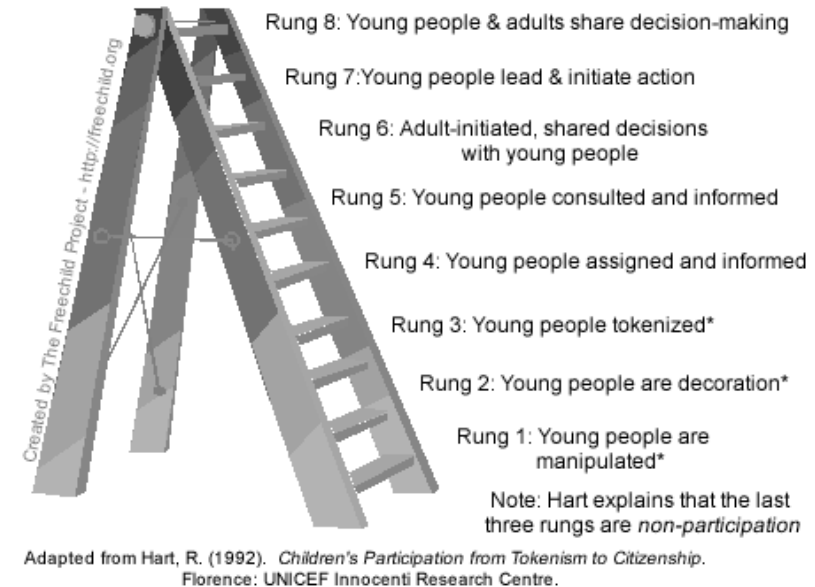 Rung 8: Young people & adults share decision-making
Rung 7:Young people lead & initiate action
Rung 6: Adult-initiated, shared decisions
with young people
Rung 5: Young people consulted and informed
Rung 4: Young people assigned and informed
Rung 3: Young people tokenized*
Rung 2: Young people are decoration*
Rung 1: Young people are
manipulated*
Note: Hart explains that the last
three rungs are non-participation
Created by The Freechild Project - http://freechild.org
Adapted from Hart, R. (1992). Children's Participation from Tokenism to Citizenship.
Florence: UNICEF Innocenti Research Centre.